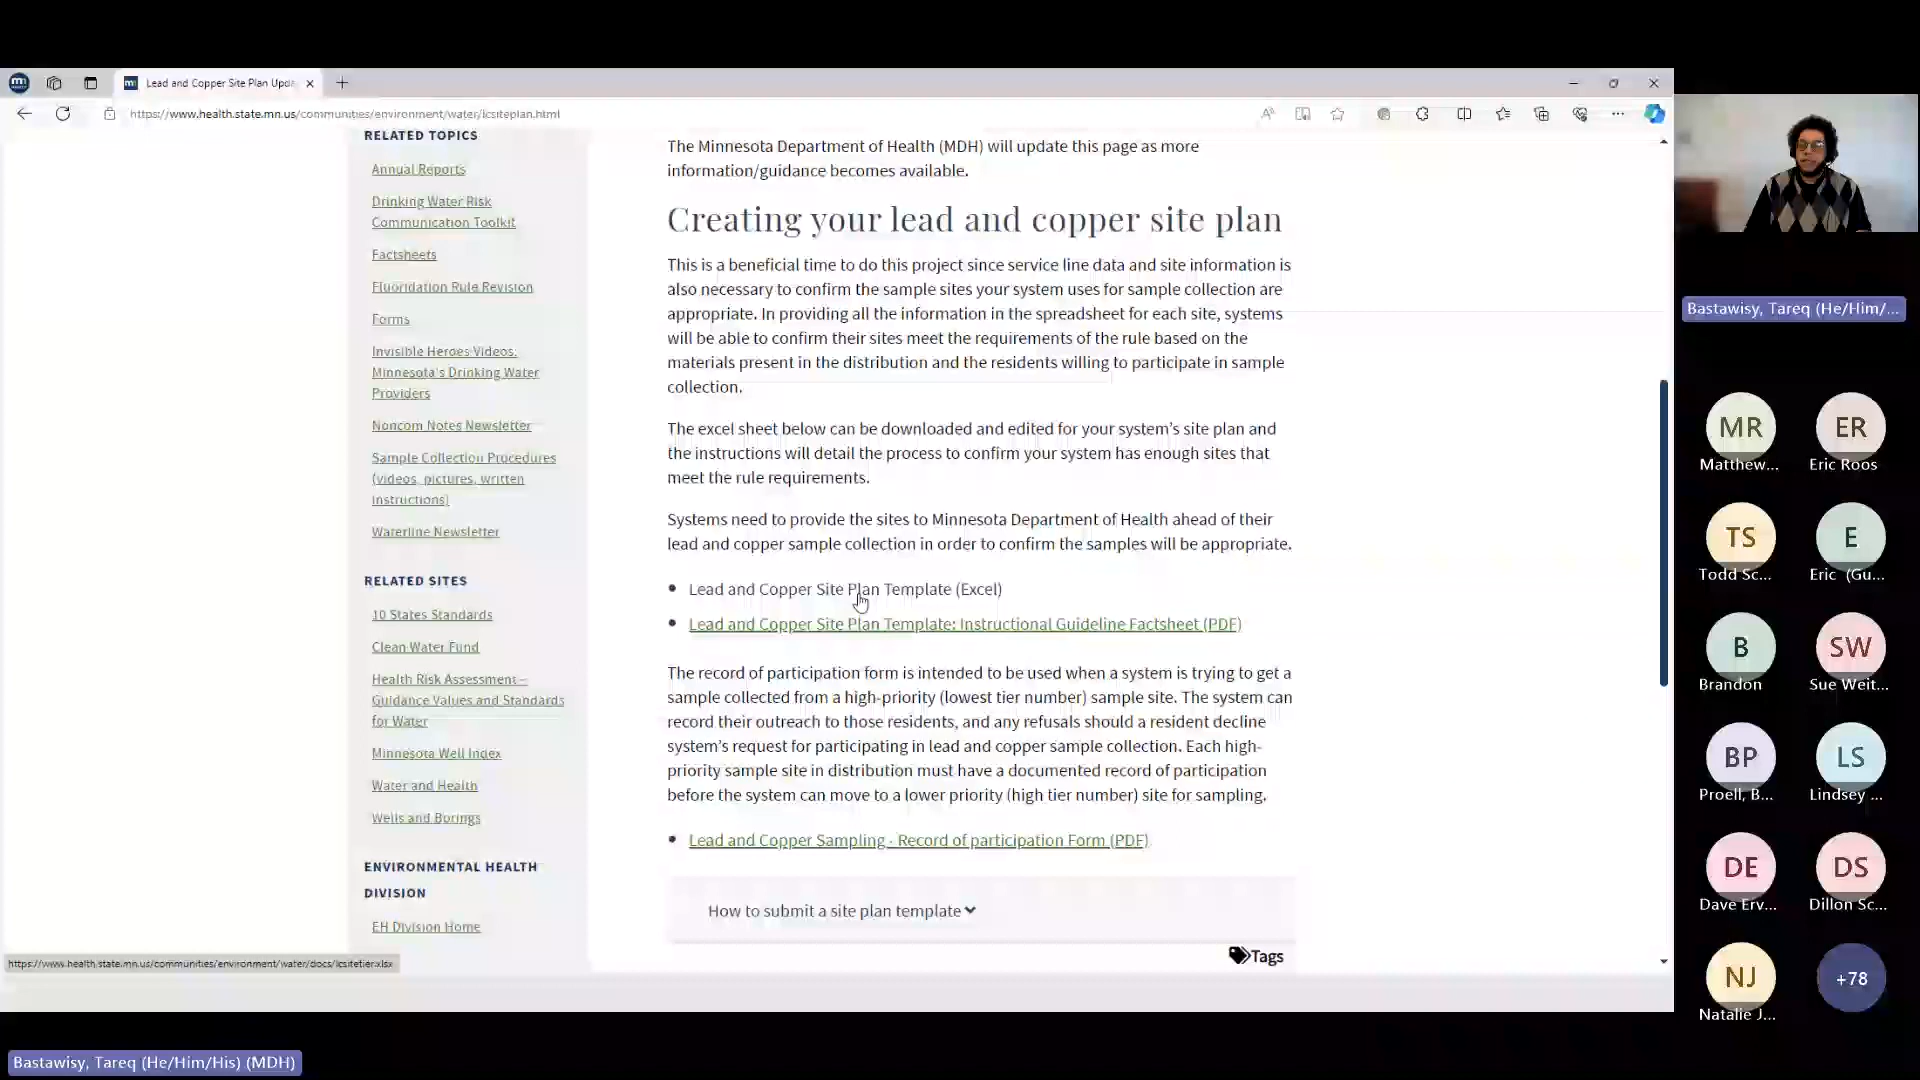 Lead and Copper Site Plan Upda
https://www.health.state.mn.us/communities/environment/water/lcsiteplan.html
RELATED TOPICS
Annual Reports
Drinking Water Risk
Communication Toolkit
Factsheets
Fluoridation Rule Revision
Forms
Invisible Heroes Videos:
Minnesota's Drinking Water
Providers
Noncom Notes Newsletter
Sample Collection Procedures
(videos, pictures, written
instructions)
Waterline Newsletter
RELATED SITES
10 States Standards
Clean Water Fund
Health Risk Assessment –
Guidance Values and Standards
for Water
Minnesota Well Index
Water and Health
Wells and Borings
ENVIRONMENTAL HEALTH
DIVISION
EH Division Home
The Minnesota Department of Health (MDH) will update this page as more
information/guidance becomes available.
Creating your lead and copper site plan
This is a beneficial time to do this project since service line data and site information is
also necessary to confirm the sample sites your system uses for sample collection are
appropriate. In providing all the information in the spreadsheet for each site, systems
will be able to confirm their sites meet the requirements of the rule based on the
materials present in the distribution and the residents willing to participate in sample
collection.
The excel sheet below can be downloaded and edited for your system's site plan and
the instructions will detail the process to confirm your system has enough sites that
meet the rule requirements.
Systems need to provide the sites to Minnesota Department of Health ahead of their
lead and copper sample collection in order to confirm the samples will be appropriate.
• Lead and Copper Site Plan Template (Excel)
• Lead and Copper Site Plan Template: Instructional Guideline Factsheet (PDF)
The record of participation form is intended to be used when a system is trying to get a
sample collected from a high-priority (lowest tier number) sample site. The system can
record their outreach to those residents, and any refusals should a resident decline
system's request for participating in lead and copper sample collection. Each high-
priority sample site in distribution must have a documented record of participation
before the system can move to a lower priority (high tier number) site for sampling.
• Lead and Copper Sampling - Record of participation Form (PDF)
How to submit a site plan template
Tags
https://www.health.state.mn.us/communities/environment/water/docs/lcsitetier.xlsx
Bastawisy, Tareq (He/Him/...
MR
Matthew...
ER
Eric Roos
TS
Todd Sc...
E
Eric (Gu...
B
Brandon
SW
Sue Weit...
BP
Proell, B...
LS
Lindsey ...
DE
Dave Erv...
DS
Dillon Sc...
NJ
Natalie J...
+78
Bastawisy, Tareq (He/Him/His) (MDH)